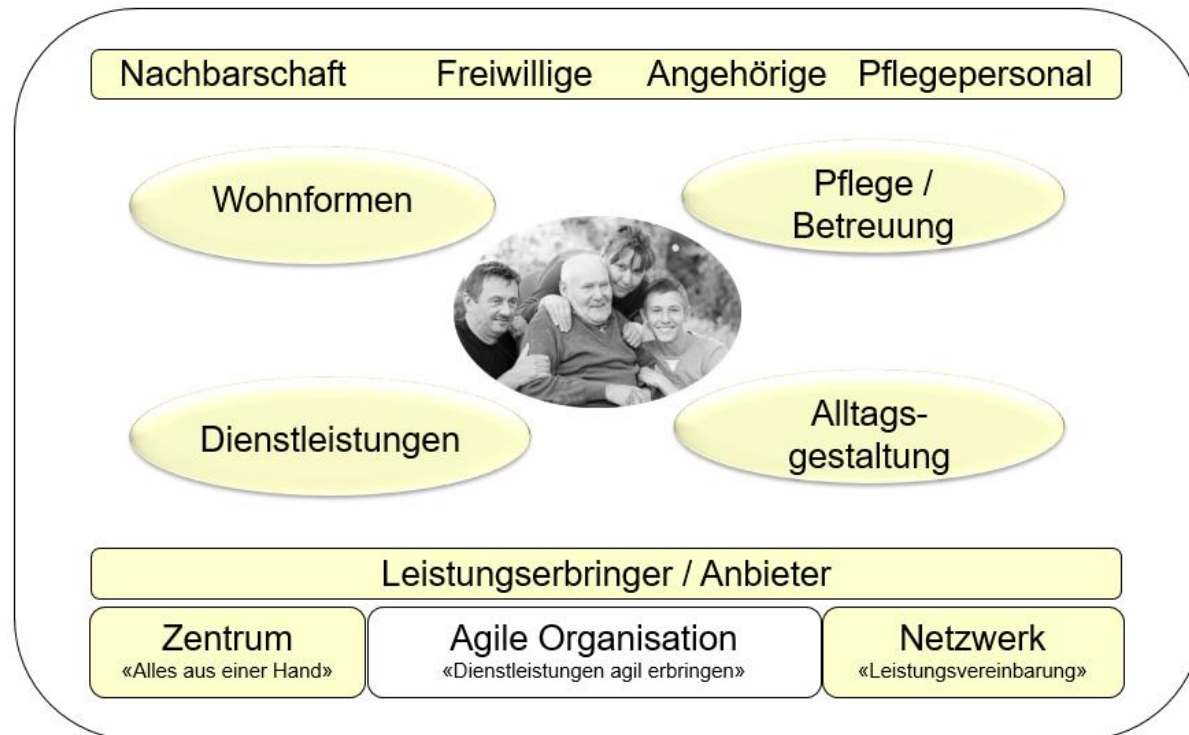 Nachbarschaft Freiwillige Angehörige Pflegepersonal
Wohnformen
Pflege /
Betreuung
Dienstleistungen
Alltags-
gestaltung
Leistungserbringer / Anbieter
Zentrum
«Alles aus einer Hand»
Agile Organisation
«Dienstleistungen agil erbringen»
Netzwerk
«Leistungsvereinbarung»